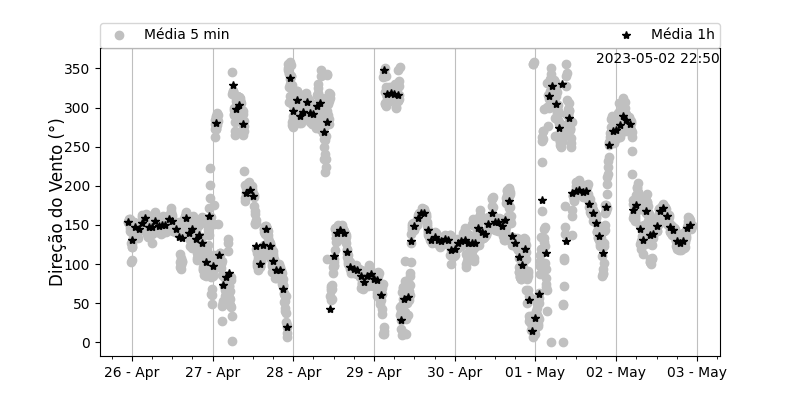 Média 5 min
Média 1h
2023-05-02 22:50
Direção do Vento (°)
350
300
250
200
150
100
50
0
26 - Apr
27 - Apr
28 - Apr
29 - Apr
30 - Apr
01 - May
02 - May
03 - May